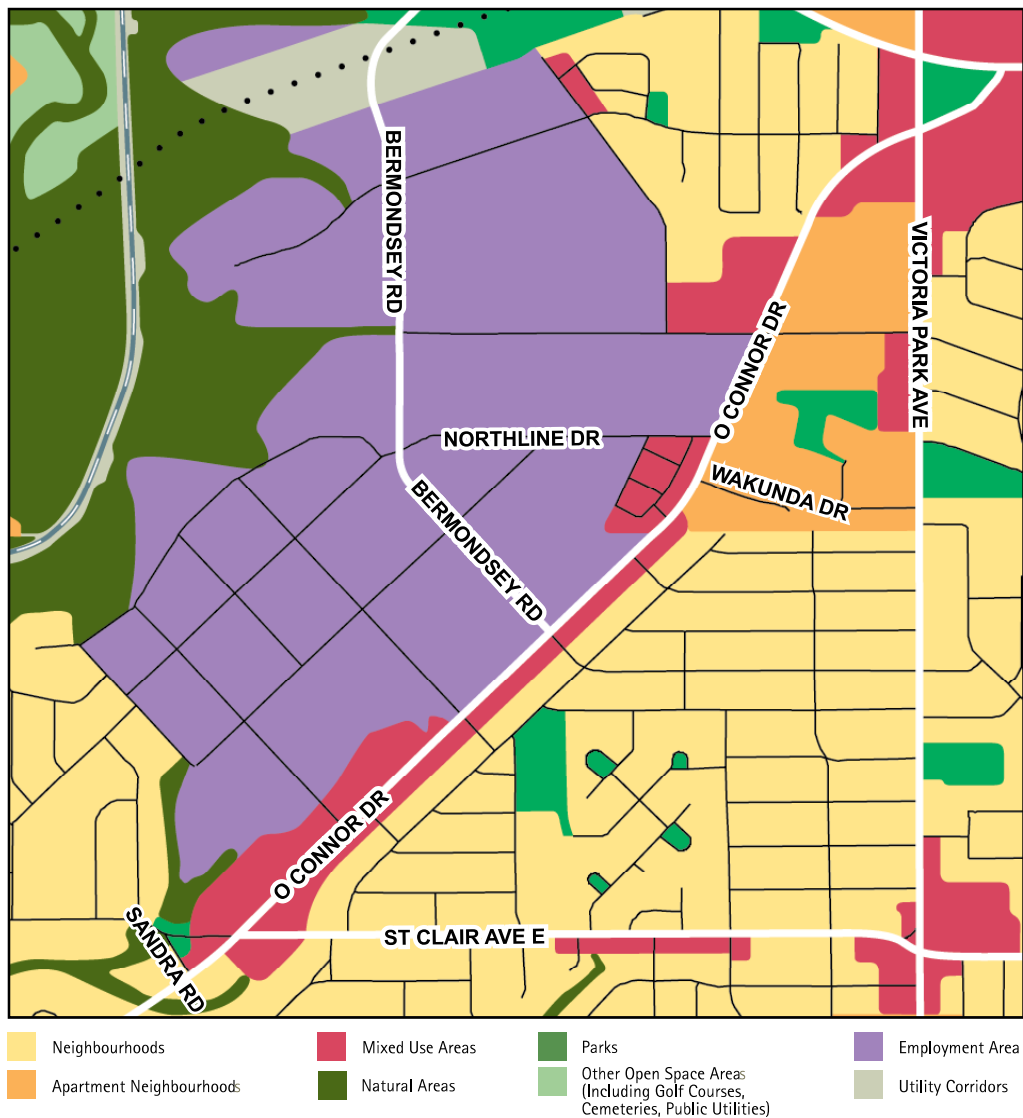 BERMONDSEY RD
VICTORIA PARK AVE
O CONNOR DR
NORTHLINE DR
WAKUNDA DR
BERMONDSEY RD
O CONNOR DR
SANDRA RD
ST CLAIR AVE E
Neighbourhoods
Apartment Neighbourhoods
Mixed Use Areas
Natural Areas
Parks
Other Open Space Areas
(Including Golf Courses,
Cemeteries, Public Utilities)
Employment Area
Utility Corridors